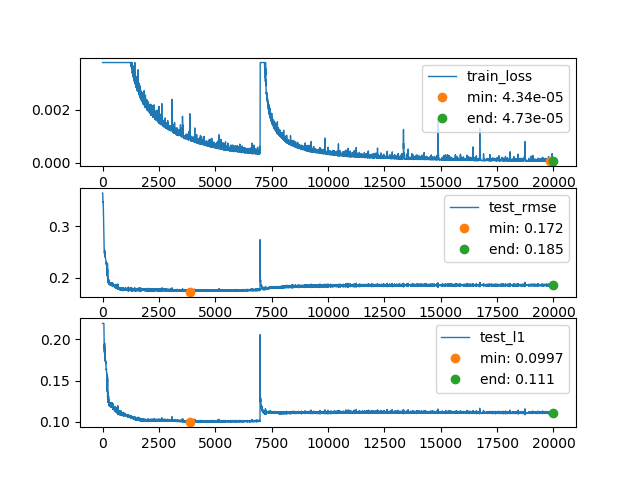 train_loss
min: 4.34e-05
end: 4.73e-05
0.002
0.000
0 2500 5000 7500 10000 12500 15000 17500 20000
test_rmse
min: 0.172
end: 0.185
0.3
0.2
0 2500 5000 7500 10000 12500 15000 17500 20000
test_l1
min: 0.0997
end: 0.111
0.20
0.15
0.10
0 2500 5000 7500 10000 12500 15000 17500 20000